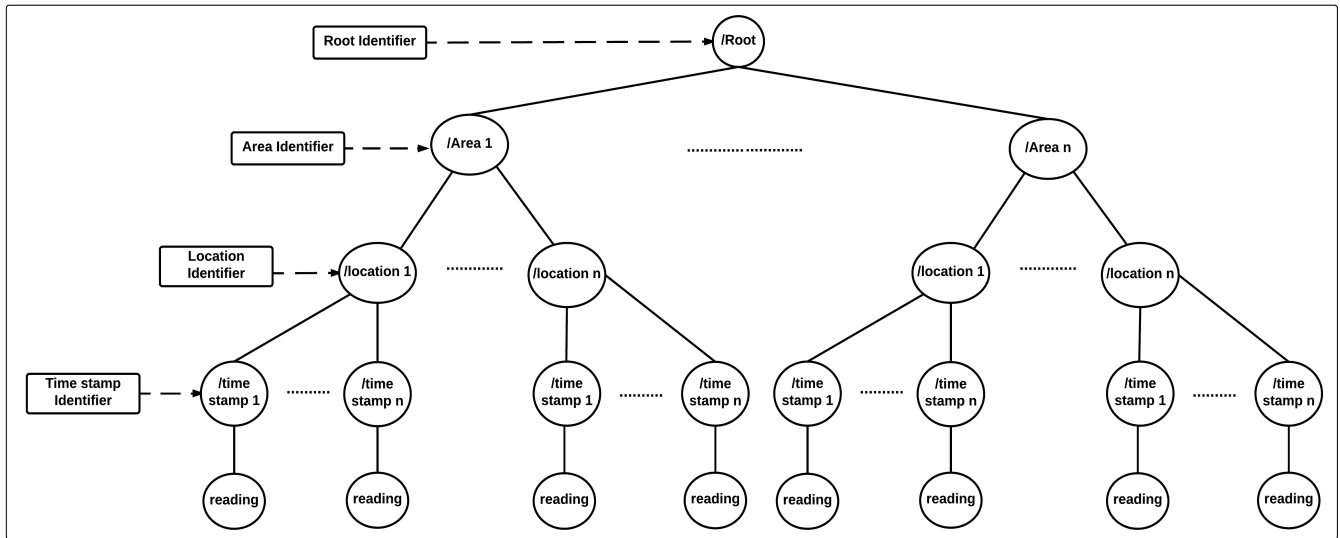 Root Identifier
/Root
Area Identifier
/Area 1
/Area n
Location
Identifier
/location 1
/location n
/location 1
/location n
Time stamp
Identifier
/time
stamp 1
/time
stamp n
/time
stamp 1
/time
stamp n
/time
stamp 1
/time
stamp n
/time
stamp 1
/time
stamp n
reading
reading
reading
reading
reading
reading
reading
reading